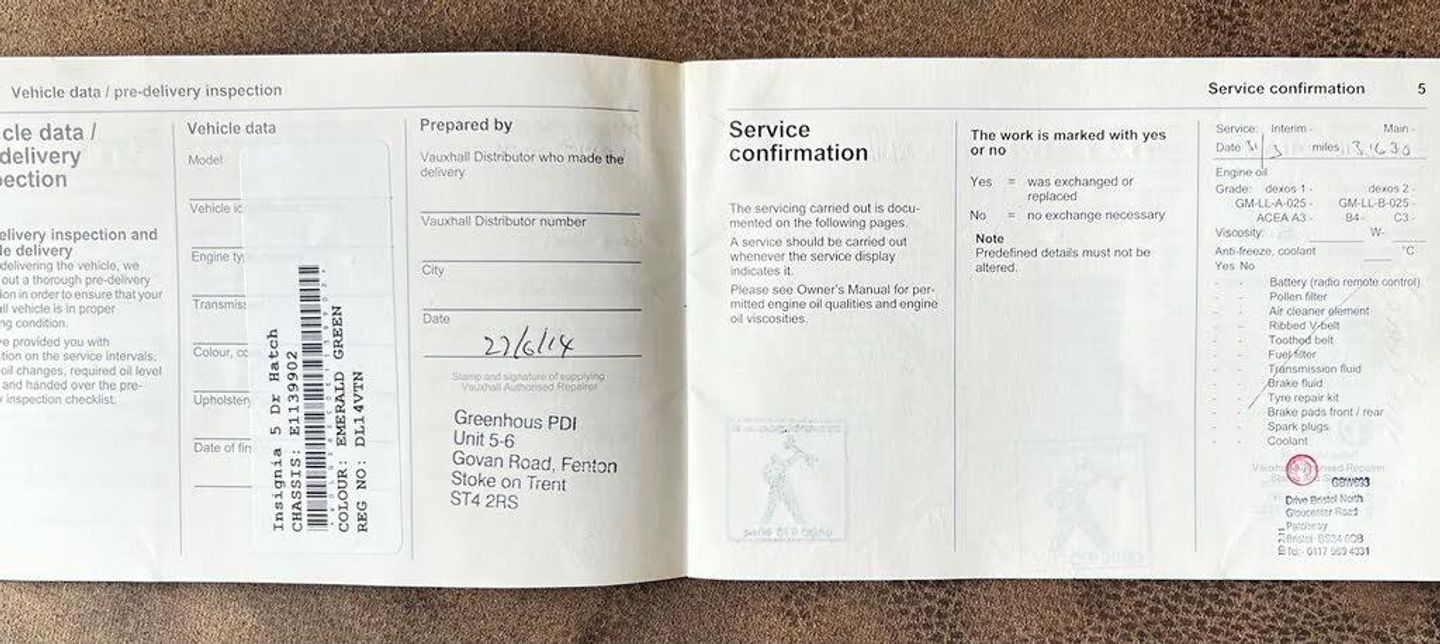 Vehicle data / pre-delivery inspection
cle data /
delivery
ection
elivery inspection and
le delivery
delivering the vehicle, we
out a thorough pre-delivery
ion in order to ensure that your
il vehicle is in proper
ng condition.
e provided you with
tion on the service intervals,
oil changes, required oil level
and handed over the pre-
inspection checklist.
Vehicle data
Model
Vehicle ic
Engine ty
Transmis
Colour, co
Upholstery
Date of fir
Insignia 5 Dr Hatch
CHASSIS: E1139902
COLOUR: EMERALD GREEN
REG NO: DL14VTN
Prepared by
Vauxhall Distributor who made the
delivery
Vauxhall Distributor number
City
Date
27/6/14
Stamp and signature of supplying
Vauxhall Authorised Repairer
Greenhous PDI
Unit 5-6
Govan Road, Fenton
Stoke on Trent
ST4 2RS
Service confirmation 5
Service
confirmation
The servicing carried out is docu-
mented on the following pages.
A service should be carried out
whenever the service display
indicates it.
Please see Owner's Manual for per-
mitted engine oil qualities and engine
oil viscosities.
The work is marked with yes
or no
Yes = was exchanged or
replaced
No = no exchange necessary
Note
Predefined details must not be
altered.
Service: Interim - Main -
Date miles
Engine oil
Grade: dexos 1 - dexos 2 -
GM-LL-A-025 - GM-LL-B-025 -
ACEA A3 - B4 - C3 -
Viscosity: W-
Anti-freeze, coolant °C
Yes No
- - Battery (radio remote control)
- - Pollen filter
- - Air cleaner element
- - Ribbed V-belt
- - Toothed belt
- - Fuel filter
- - Transmission fluid
- - Brake fluid
- - Tyre repair kit
- - Brake pads front / rear
- - Spark plugs
- - Coolant
Repairer
Drive Bristol North
Gloucester Road
Patchway
Bristol
Tel: